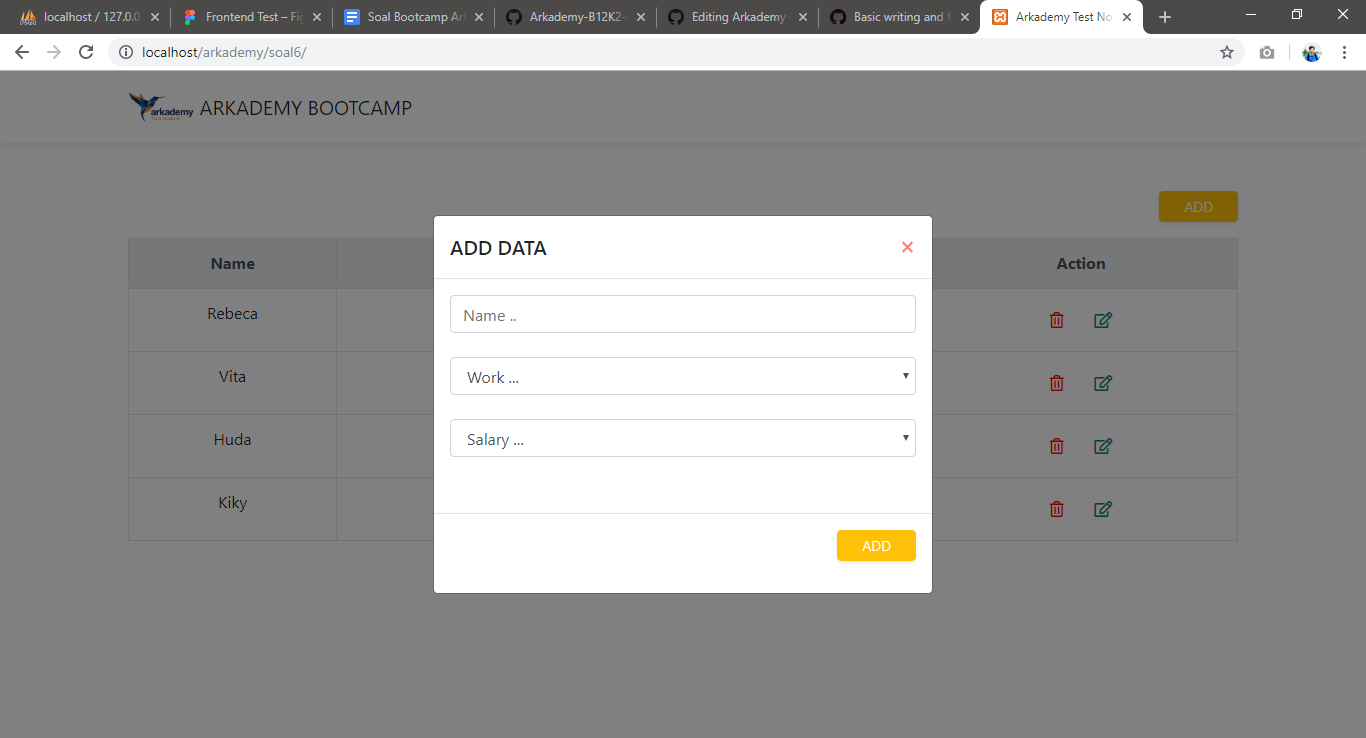 localhost / 127.0.0
Frontend Test – Fig
Soal Bootcamp Ar
Arkademy-B12K2-
Editing Arkademy-
Basic writing and f
Arkademy Test No
localhost/arkademy/soal6/
arkademy
ARKADEMY BOOTCAMP
ADD
Name
Action
Rebeca
Vita
Huda
Kiky
ADD DATA
Name ..
Work ...
Salary ...
ADD